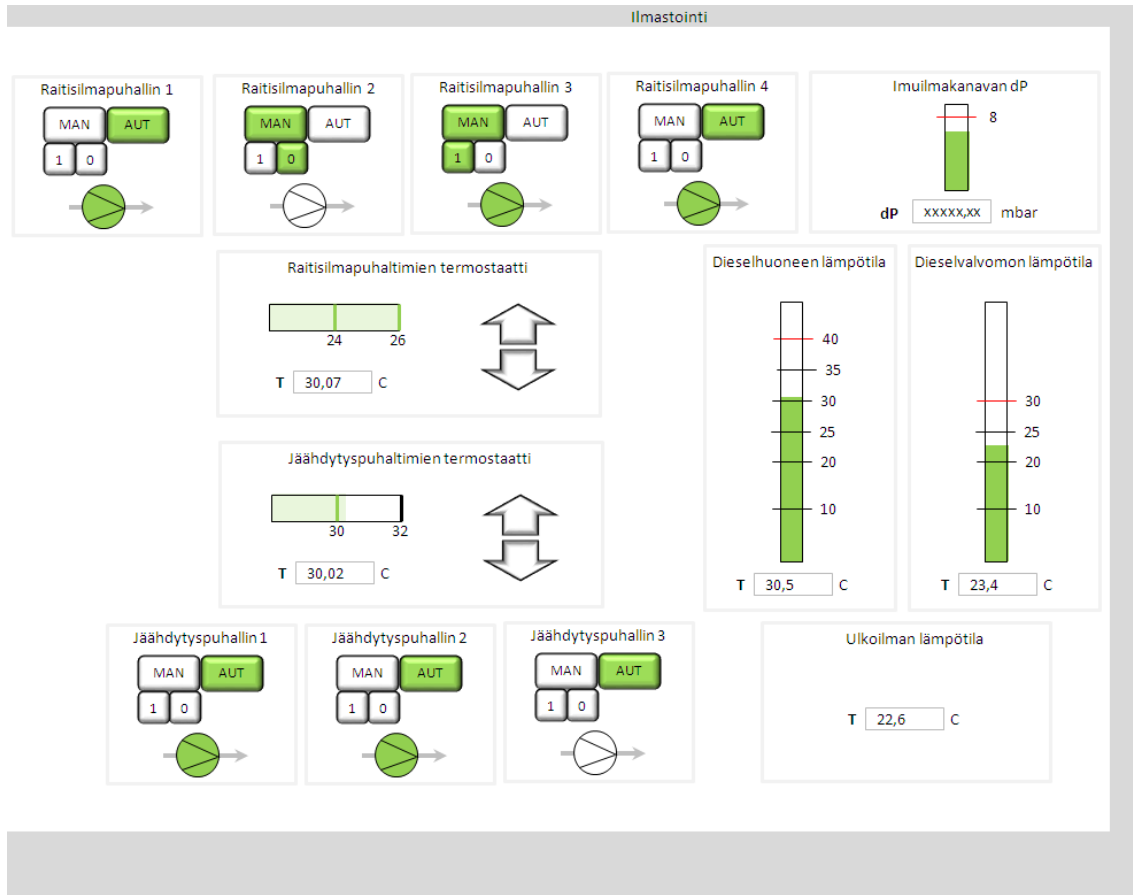 Ilmastointi
Raitisilmapuhallin 1
MAN AUT
1 0
Raitisilmapuhallin 2
MAN AUT
1 0
Raitisilmapuhallin 3
MAN AUT
1 0
Raitisilmapuhallin 4
MAN AUT
1 0
Imuilmakanavan dP
8
dP xxxxx,xx mbar
Raitisilmapuhaltimien termostaatti
24 26
T 30,07 C
Dieselhuoneen lämpötila
40
35
30
25
20
10
T 30,5 C
Dieselvalvomon lämpötila
30
25
20
10
T 23,4 C
Jäähdytyspuhaltimien termostaatti
30 32
T 30,02 C
Jäähdytyspuhallin 1
MAN AUT
1 0
Jäähdytyspuhallin 2
MAN AUT
1 0
Jäähdytyspuhallin 3
MAN AUT
1 0
Ulkoilman lämpötila
T 22,6 C